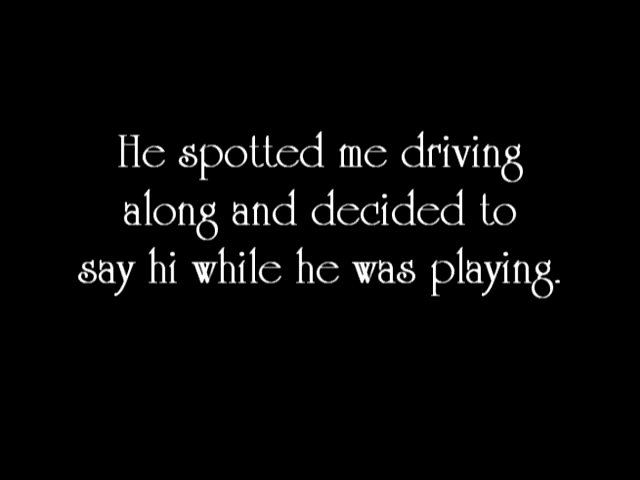 He spotted me driving
along and decided to
say hi while he was playing.